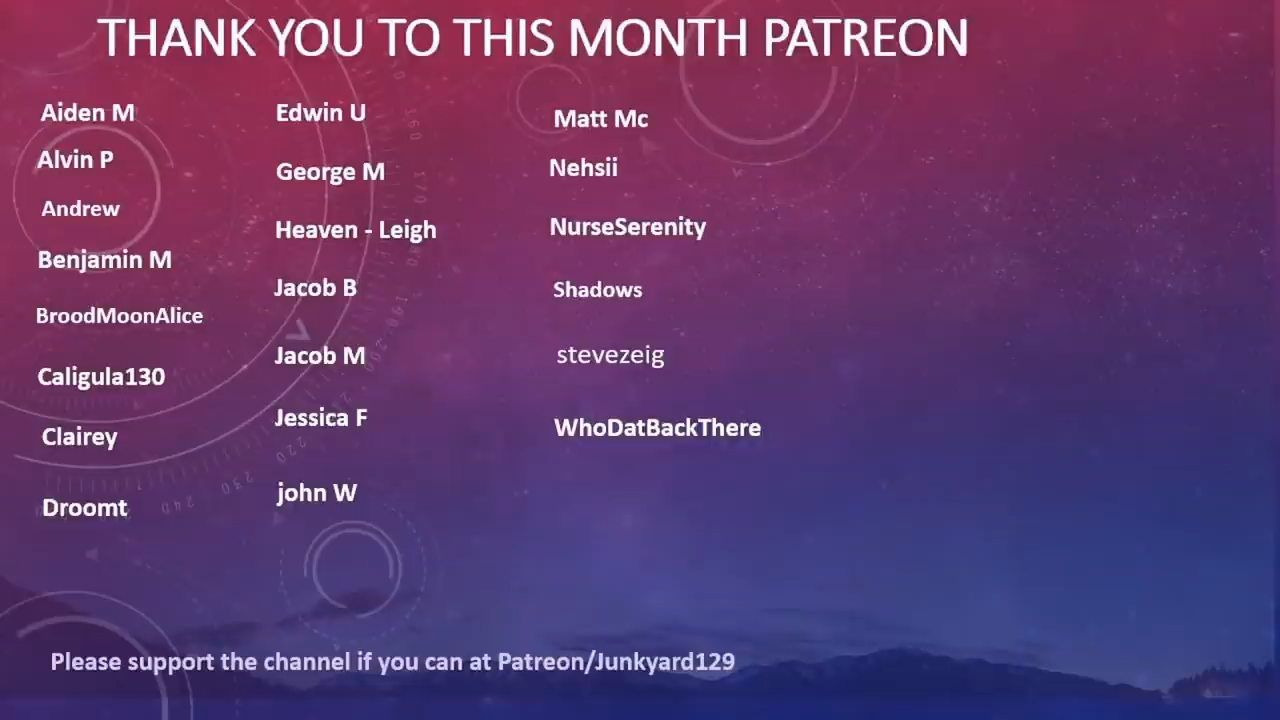 THANK YOU TO THIS MONTH PATREON
Aiden M
Alvin P
Andrew
Benjamin M
BroodMoonAlice
Caligula130
Clairey
Droomt
Edwin U
George M
Heaven - Leigh
Jacob B
Jacob M
Jessica F
john W
Matt Mc
Nehsii
NurseSerenity
Shadows
stevezeig
WhoDatBackThere
Please support the channel if you can at Patreon/Junkyard129